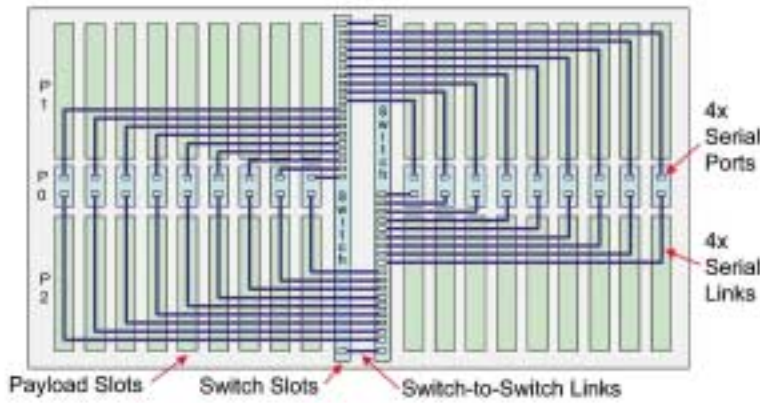 P1
P0
P2
Switch
Switch
4x
Serial
Ports
4x
Serial
Links
Payload Slots
Switch Slots
Switch-to-Switch Links